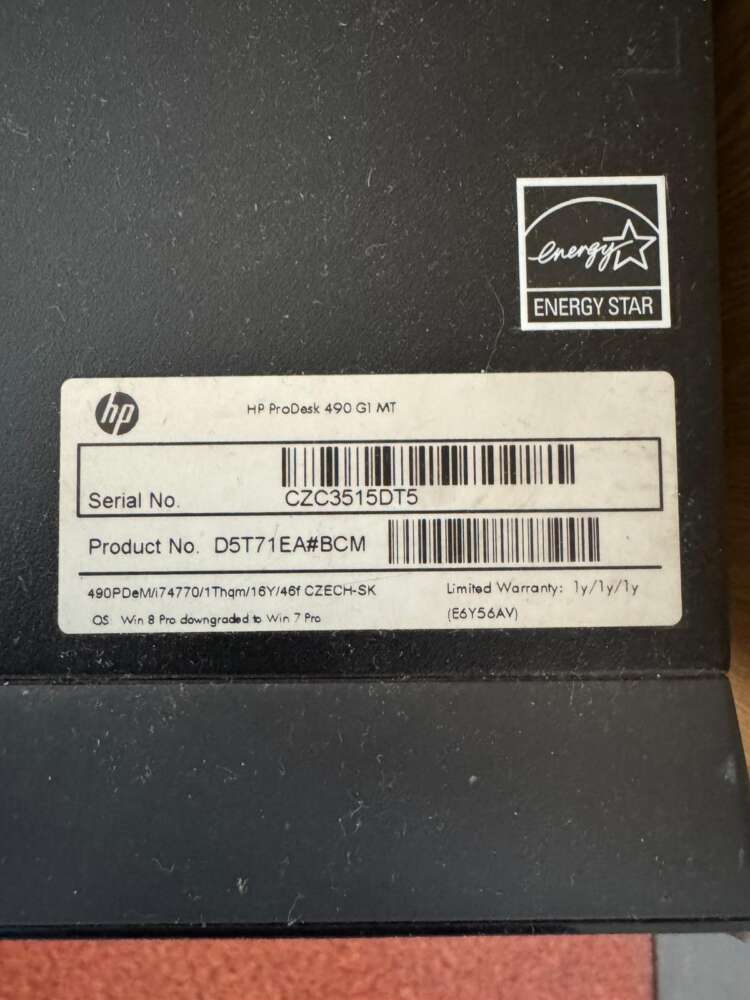 energy
ENERGY STAR
hp
HP ProDesk 490 G1 MT
Serial No.
CZC3515DT5
Product No. D5T71EA#BCM
490PDeM/i74770/1Thqm/16Y/46f CZECH-SK
Limited Warranty: 1y/1y/1y
OS Win 8 Pro downgraded to Win 7 Pro
(E6Y56AV)